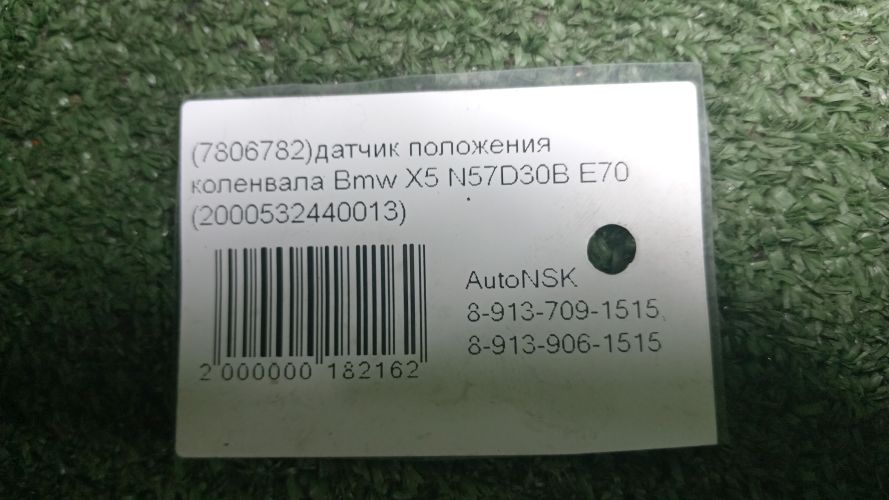 (7806782)датчик положения
коленвала Bmw X5 N57D30B E70
(2000532440013)
AutoNSK
8-913-709-1515,
8-913-906-1515
2 000000 182162